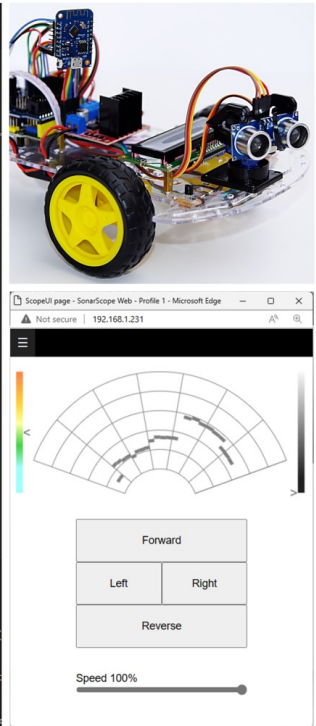 ScopeUI page - SonarScope Web - Profile 1 - Microsoft Edge
Not secure | 192.168.1.231
Forward
Left Right
Reverse
Speed 100%